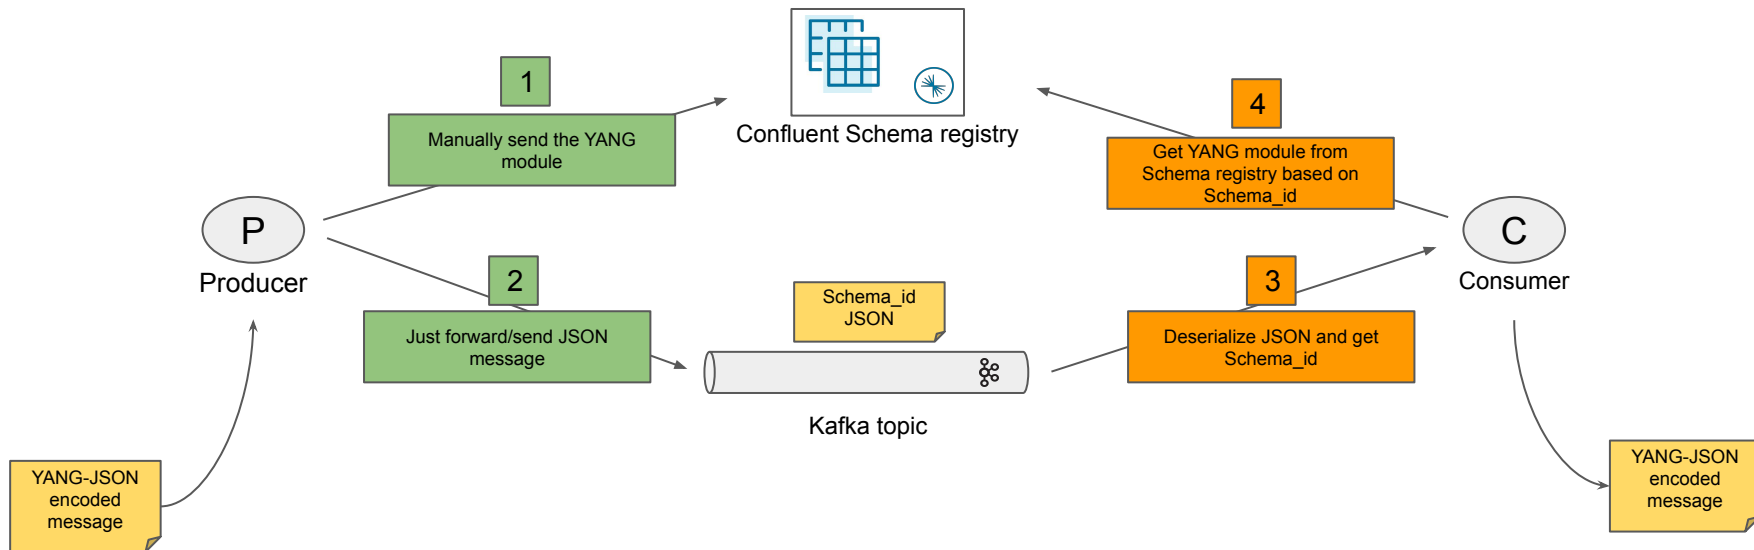 1
Manually send the YANG
module
Confluent Schema registry
4
Get YANG module from
Schema registry based on
Schema_id
P
Producer
C
Consumer
2
Just forward/send JSON
message
Schema_id
JSON
3
Deserialize JSON and get
Schema_id
Kafka topic
YANG-JSON
encoded
message
YANG-JSON
encoded
message